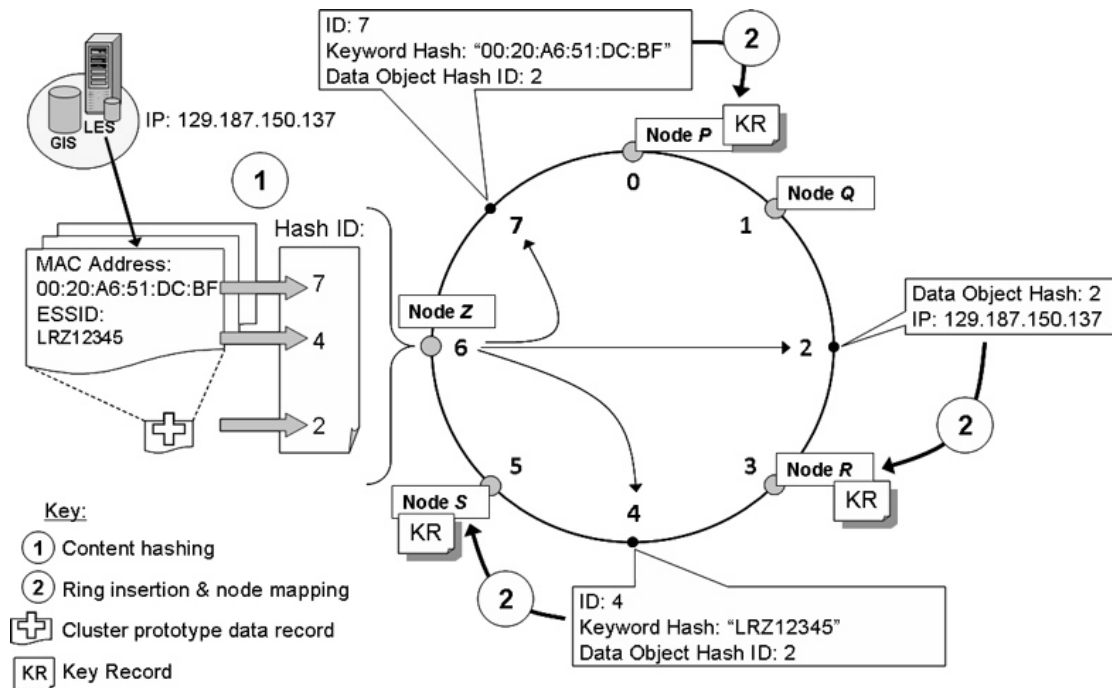 ID: 7
Keyword Hash: “00:20:A6:51:DC:BF”
Data Object Hash ID: 2
2
KR
Node P
GIS
LES
IP: 129.187.150.137
1
0
Node Q
1
Hash ID:
7
MAC Address:
00:20:A6:51:DC:BF
ESSID:
LRZ12345
7
4
2
Node Z
6
2
Data Object Hash: 2
IP: 129.187.150.137
2
5
3
Node R
KR
Node S
KR
4
2
ID: 4
Keyword Hash: “LRZ12345”
Data Object Hash ID: 2
Key:
1 Content hashing
2 Ring insertion & node mapping
Cluster prototype data record
KR Key Record